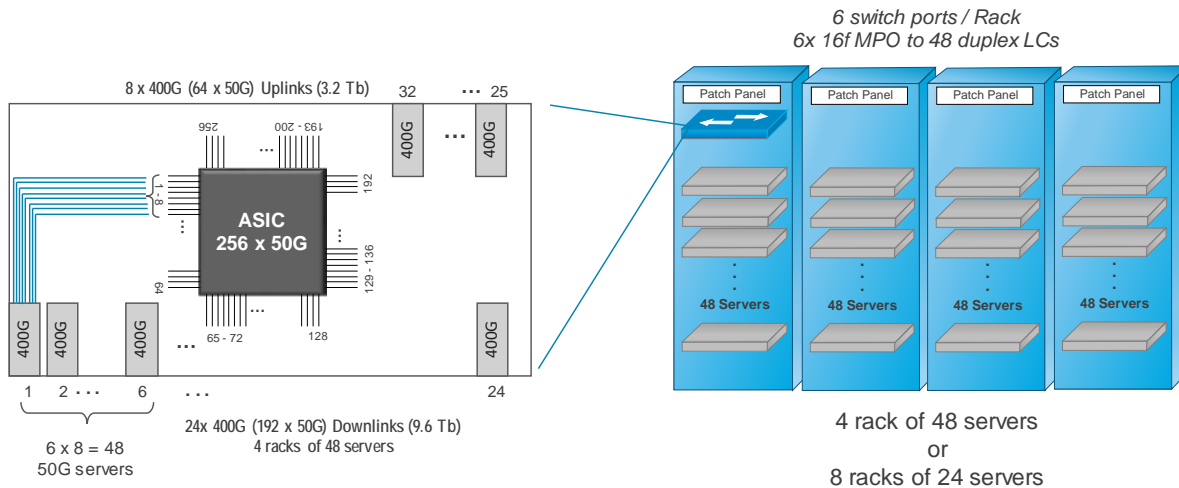 6 switch ports / Rack
6x 16f MPO to 48 duplex LCs
8 x 400G (64 x 50G) Uplinks (3.2 Tb)
32
... 25
400G
...
400G
256
...
200 - 193
192
1 - 8
...
ASIC
256 x 50G
...
129 - 136
64
65 - 72
...
128
400G
400G
400G
...
400G
1
2
...
6
...
24
6 x 8 = 48
50G servers
24x 400G (192 x 50G) Downlinks (9.6 Tb)
4 racks of 48 servers
Patch Panel
Patch Panel
Patch Panel
Patch Panel
48 Servers
48 Servers
48 Servers
48 Servers
4 rack of 48 servers
or
8 racks of 24 servers